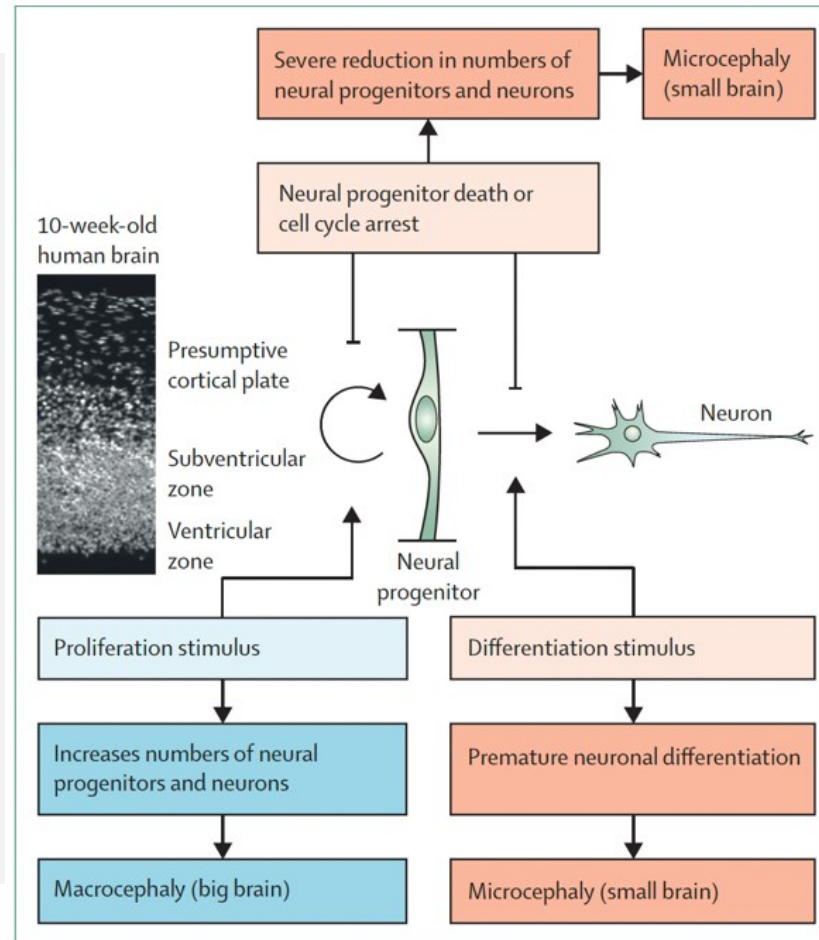 Severe reduction in numbers of
neural progenitors and neurons
Microcephaly
(small brain)
Neural progenitor death or
cell cycle arrest
10-week-old
human brain
Presumptive
cortical plate
Subventricular
zone
Ventricular
zone
Neural
progenitor
Neuron
Proliferation stimulus
Differentiation stimulus
Increases numbers of neural
progenitors and neurons
Premature neuronal differentiation
Macrocephaly (big brain)
Microcephaly (small brain)